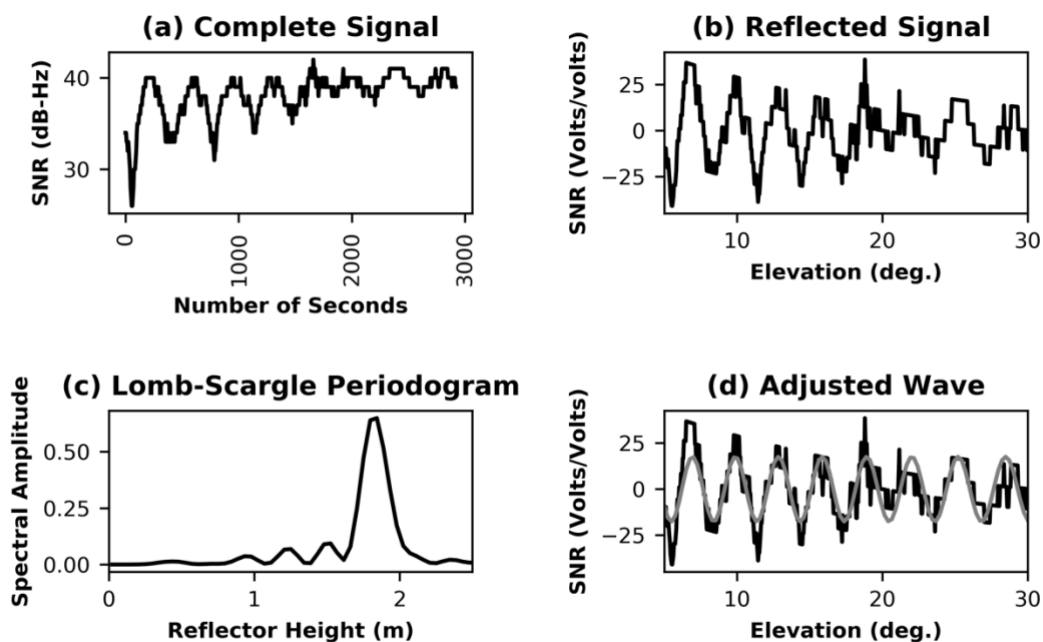 (a) Complete Signal
SNR (dB-Hz)
40
30
0
1000
2000
3000
Number of Seconds
(b) Reflected Signal
SNR (Volts/volts)
25
0
−25
10
20
30
Elevation (deg.)
(c) Lomb-Scargle Periodogram
Spectral Amplitude
0.50
0.25
0.00
0
1
2
Reflector Height (m)
(d) Adjusted Wave
SNR (Volts/Volts)
25
0
−25
10
20
30
Elevation (deg.)